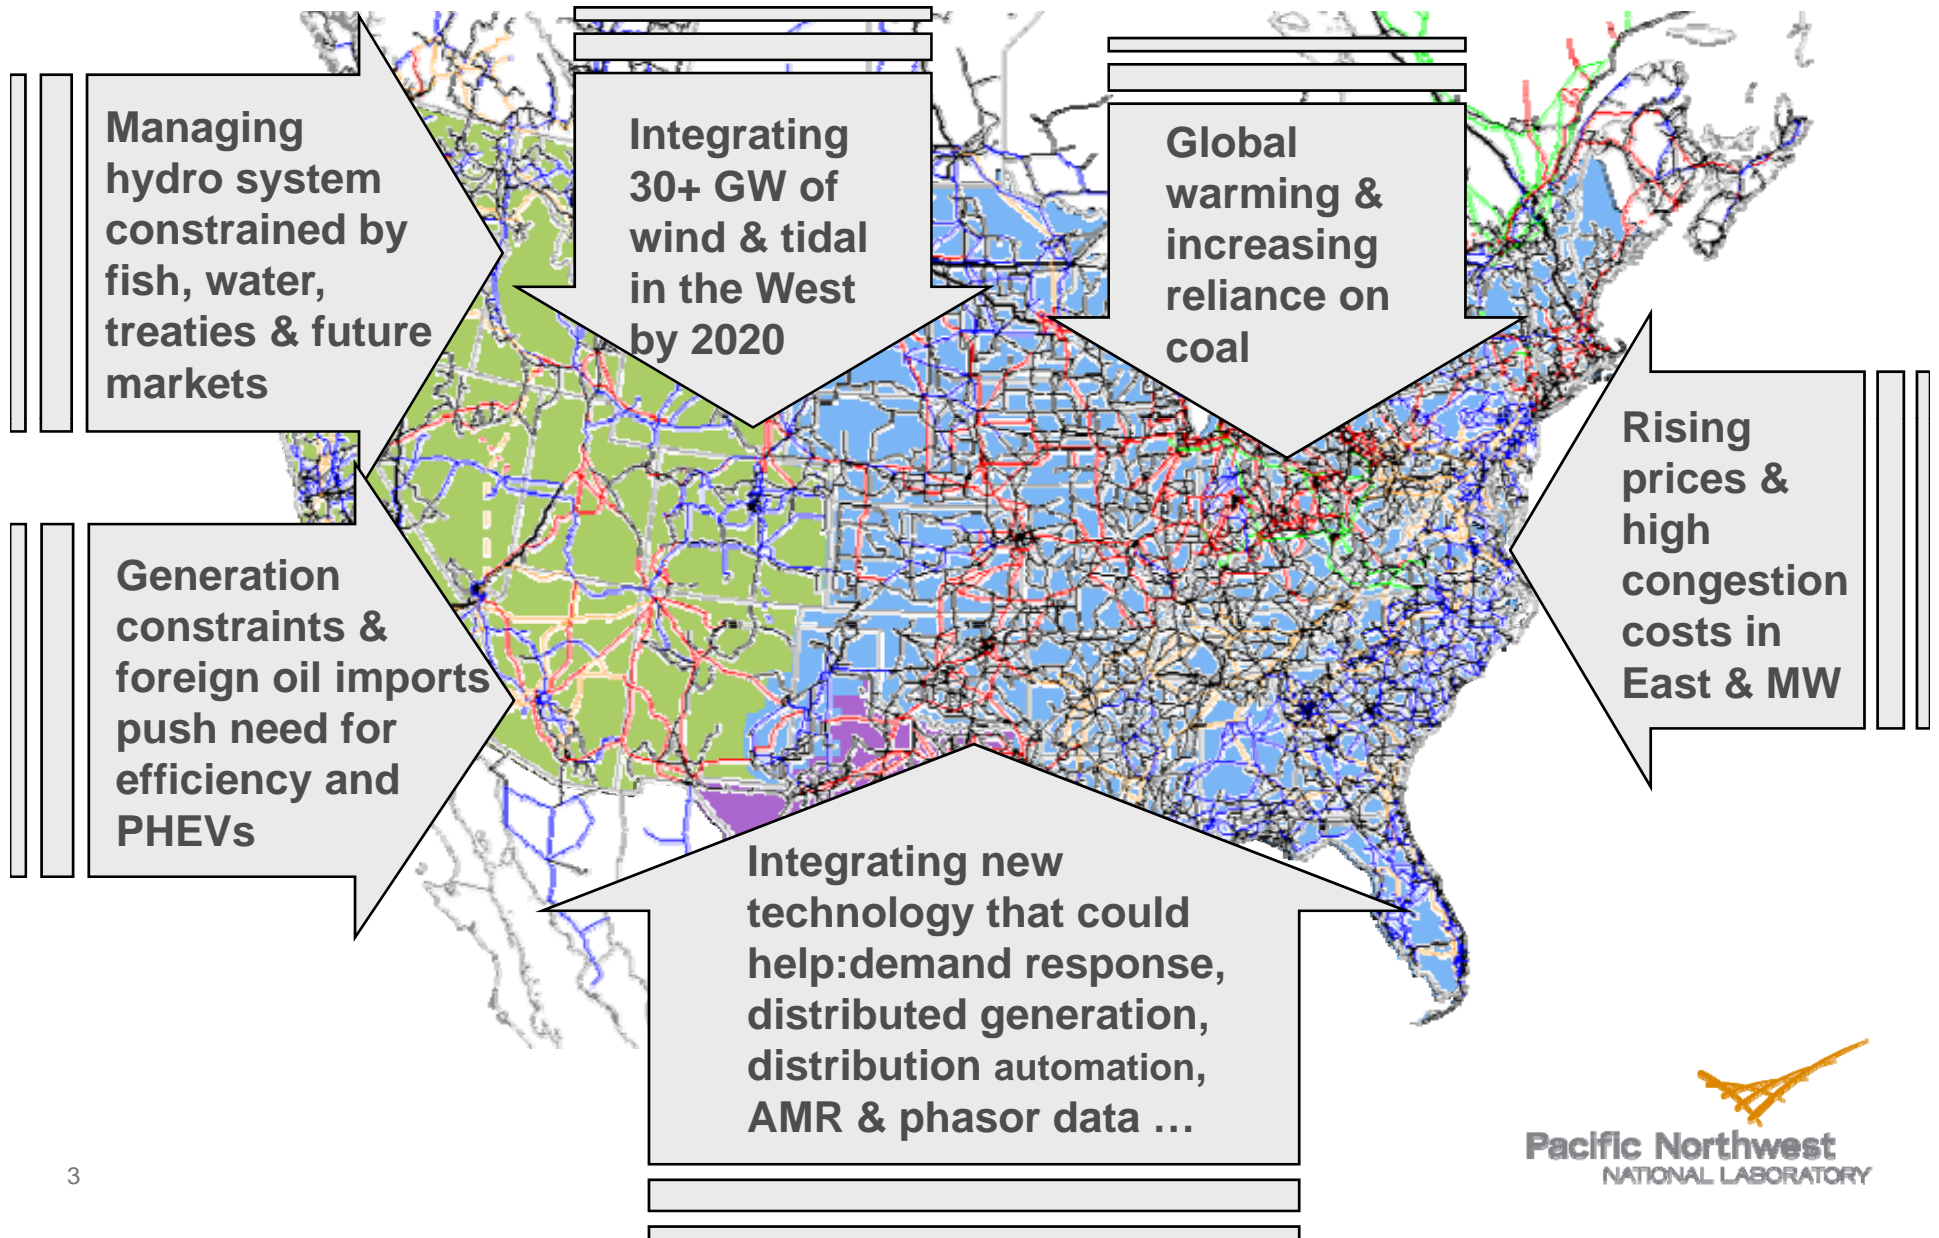 Managing
hydro system
constrained by
fish, water,
treaties & future
markets
Integrating
30+ GW of
wind & tidal
in the West
by 2020
Global
warming &
increasing
reliance on
coal
Rising
prices &
high
congestion
costs in
East & MW
Generation
constraints &
foreign oil imports
push need for
efficiency and
PHEVs
Integrating new
technology that could
help:demand response,
distributed generation,
distribution automation,
AMR & phasor data …
Pacific Northwest
NATIONAL LABORATORY
3